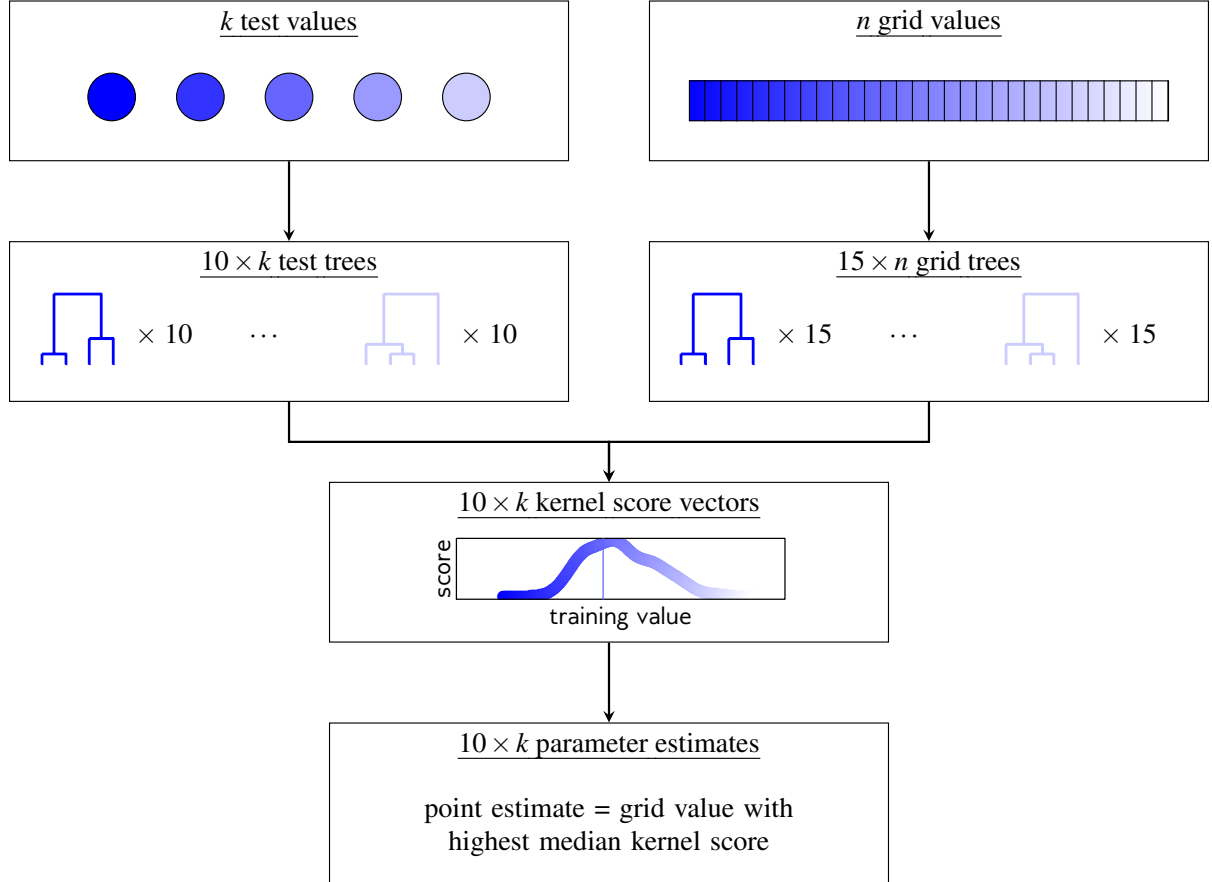 k test values
n grid values
10 × k test trees
15 × n grid trees
× 10 ⋯ × 10
× 15 ⋯ × 15
10 × k kernel score vectors
score
training value
10 × k parameter estimates
point estimate = grid value with
highest median kernel score